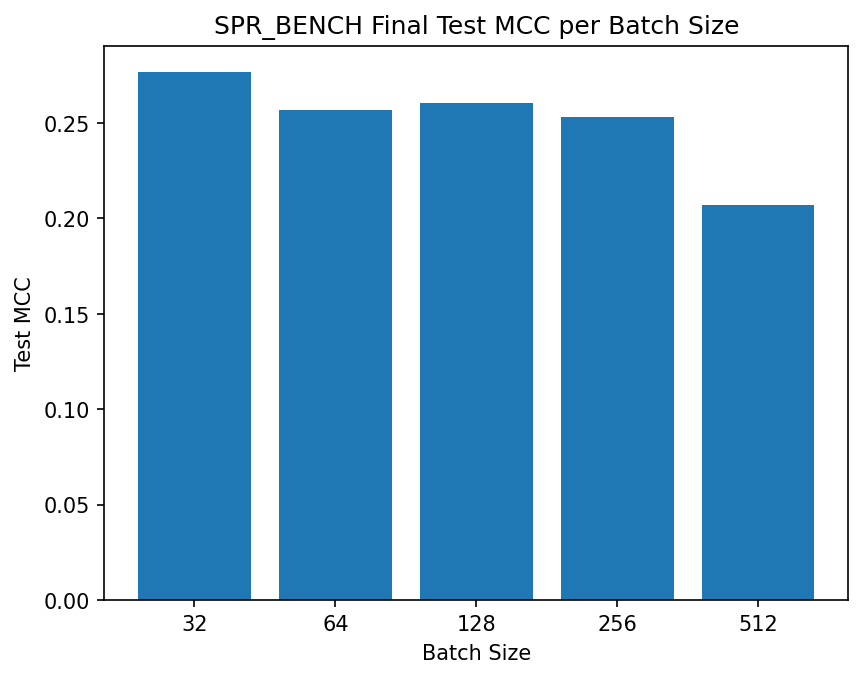 SPR_BENCH Final Test MCC per Batch Size
Test MCC
0.25
0.20
0.15
0.10
0.05
0.00
32 64 128 256 512
Batch Size